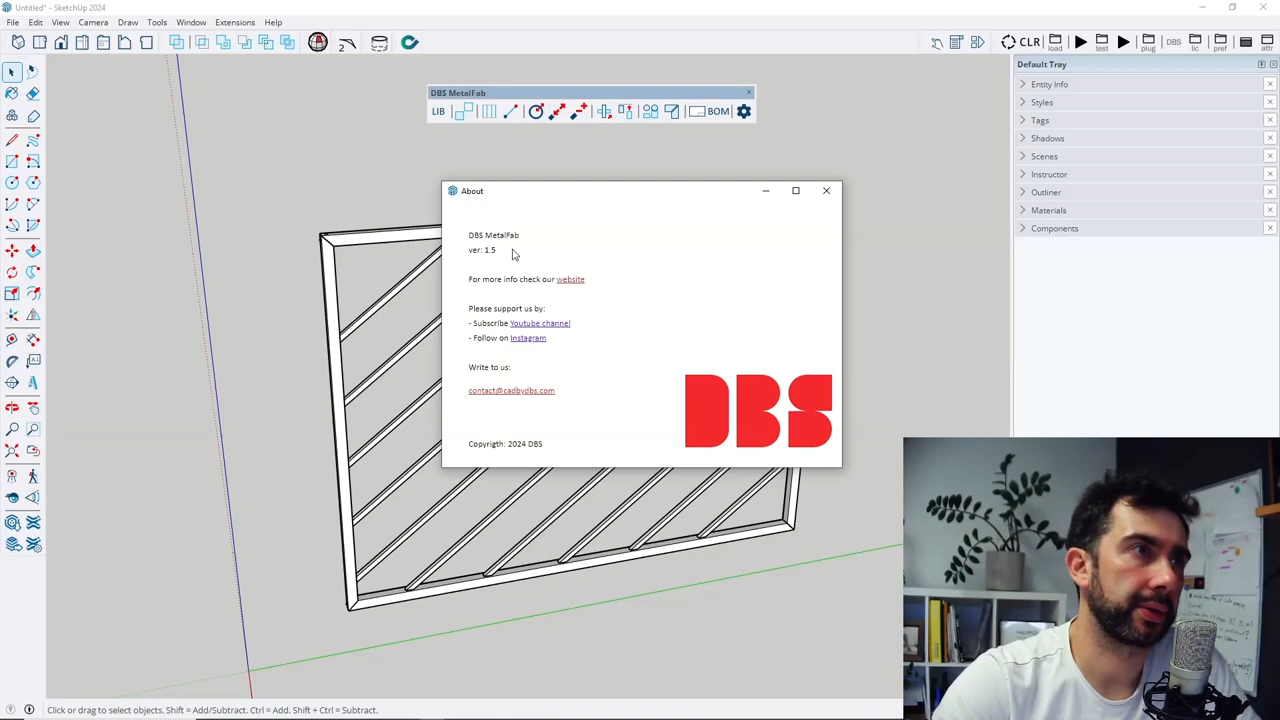 Untitled* - SketchUp 2024
File Edit View Camera Draw Tools Window Extensions Help
CLR load test plug DBS lic pref attr
Default Tray
Entity Info
Styles
Tags
Shadows
Scenes
Instructor
Outliner
Materials
Components
DBS MetalFab
LIB BOM
About
DBS MetalFab
ver: 1.5
For more info check our website
Please support us by:
- Subscribe Youtube channel
- Follow on Instagram
Write to us:
contact@cadbydbs.com
DBS
Copyrigth: 2024 DBS
Click or drag to select objects. Shift = Add/Subtract. Ctrl = Add. Shift + Ctrl = Subtract.